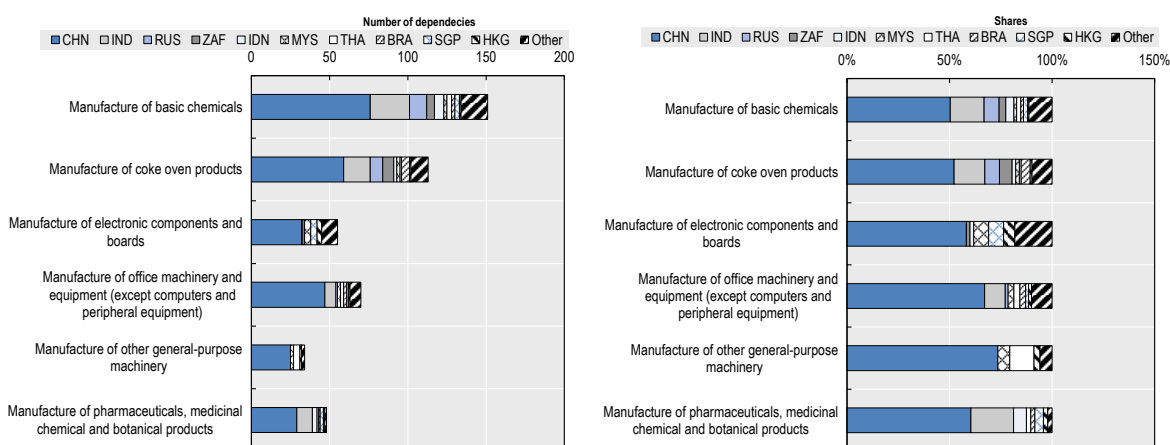 Number of dependecies
CHN IND RUS ZAF IDN MYS THA BRA SGP HKG Other
0 50 100 150 200
Manufacture of basic chemicals
Manufacture of coke oven products
Manufacture of electronic components and
boards
Manufacture of office machinery and
equipment (except computers and
peripheral equipment)
Manufacture of other general-purpose
machinery
Manufacture of pharmaceuticals, medicinal
chemical and botanical products
Shares
CHN IND RUS ZAF IDN MYS THA BRA SGP HKG Other
0% 50% 100% 150%
Manufacture of basic chemicals
Manufacture of coke oven products
Manufacture of electronic components and
boards
Manufacture of office machinery and
equipment (except computers and
peripheral equipment)
Manufacture of other general-purpose
machinery
Manufacture of pharmaceuticals, medicinal
chemical and botanical products